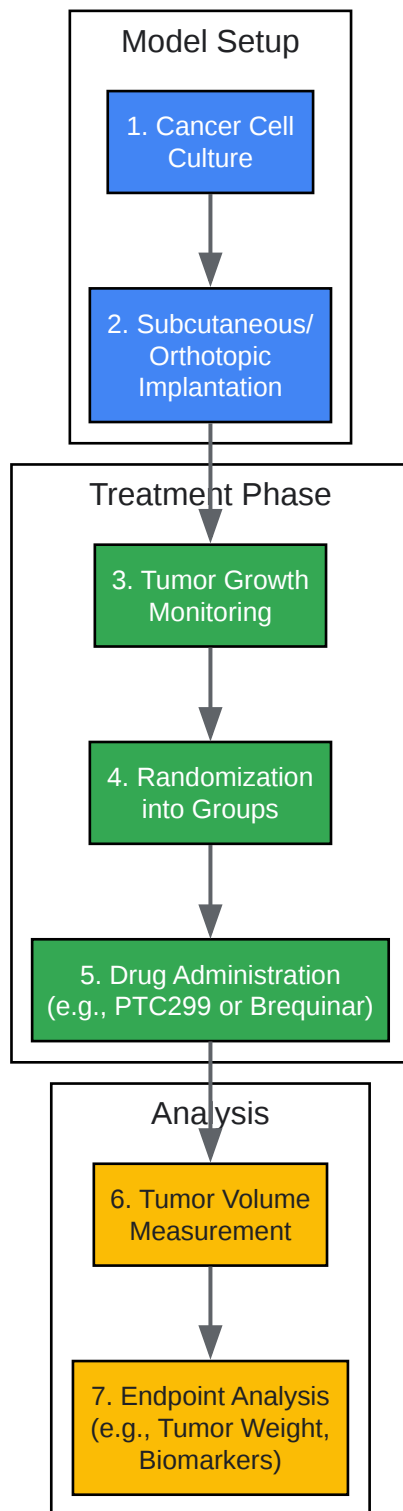 Model Setup
1. Cancer Cell
Culture
2. Subcutaneous/
Orthotopic
Implantation
Treatment Phase
3. Tumor Growth
Monitoring
4. Randomization
into Groups
5. Drug Administration
(e.g., PTC299 or Brequinar)
Analysis
6. Tumor Volume
Measurement
7. Endpoint Analysis
(e.g., Tumor Weight,
Biomarkers)